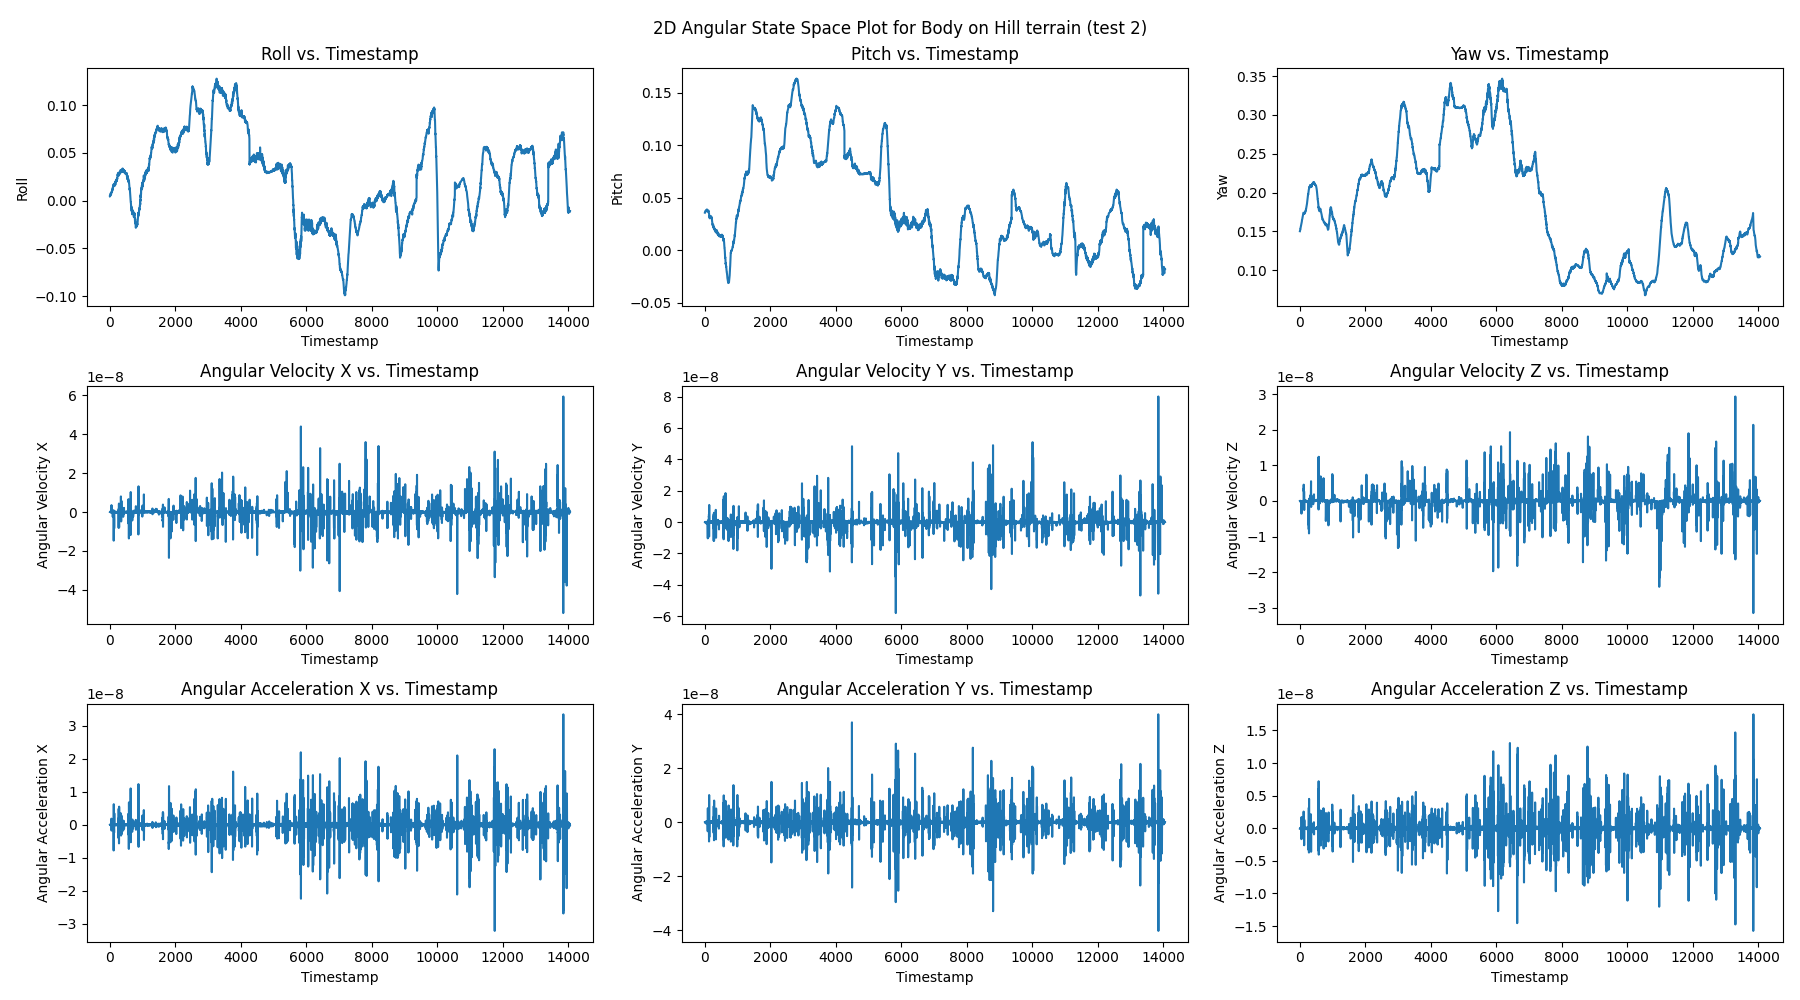 2D Angular State Space Plot for Body on Hill terrain (test 2)
Roll vs. Timestamp
Roll
0.10
0.05
0.00
−0.05
−0.10
0 2000 4000 6000 8000 10000 12000 14000
Timestamp
Pitch vs. Timestamp
Pitch
0.15
0.10
0.05
0.00
−0.05
0 2000 4000 6000 8000 10000 12000 14000
Timestamp
Yaw vs. Timestamp
Yaw
0.35
0.30
0.25
0.20
0.15
0.10
0 2000 4000 6000 8000 10000 12000 14000
Timestamp
Angular Velocity X vs. Timestamp
1e−8
Angular Velocity X
6
4
2
0
−2
−4
0 2000 4000 6000 8000 10000 12000 14000
Timestamp
Angular Velocity Y vs. Timestamp
1e−8
Angular Velocity Y
8
6
4
2
0
−2
−4
−6
0 2000 4000 6000 8000 10000 12000 14000
Timestamp
Angular Velocity Z vs. Timestamp
1e−8
Angular Velocity Z
3
2
1
0
−1
−2
−3
0 2000 4000 6000 8000 10000 12000 14000
Timestamp
Angular Acceleration X vs. Timestamp
1e−8
Angular Acceleration X
3
2
1
0
−1
−2
−3
0 2000 4000 6000 8000 10000 12000 14000
Timestamp
Angular Acceleration Y vs. Timestamp
1e−8
Angular Acceleration Y
4
2
0
−2
−4
0 2000 4000 6000 8000 10000 12000 14000
Timestamp
Angular Acceleration Z vs. Timestamp
1e−8
Angular Acceleration Z
1.5
1.0
0.5
0.0
−0.5
−1.0
−1.5
0 2000 4000 6000 8000 10000 12000 14000
Timestamp